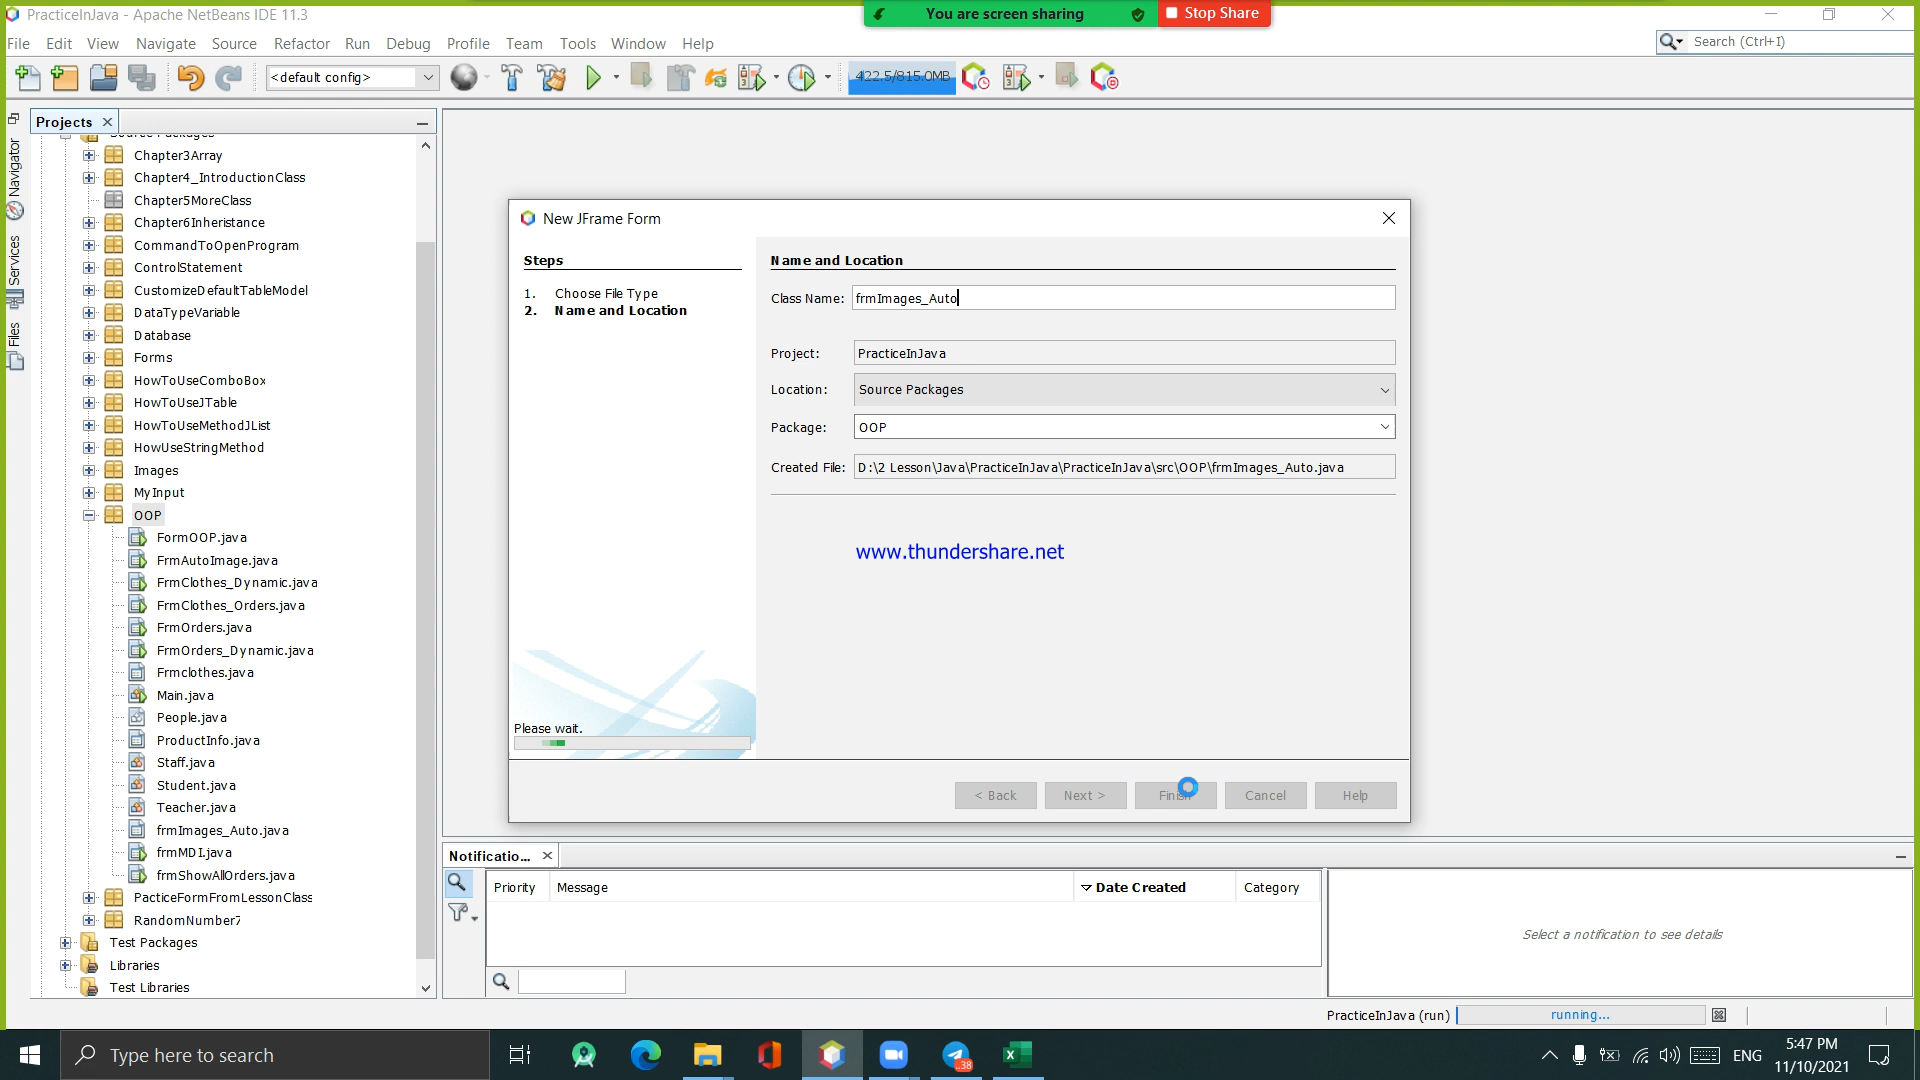 PracticeInJava - Apache NetBeans IDE 11.3
You are screen sharing
Stop Share
File Edit View Navigate Source Refactor Run Debug Profile Team Tools Window Help
Search (Ctrl+I)
<default config>
422.5/815.0MB
Projects
Navigator
Services
Files
Source Packages
Chapter3Array
Chapter4_IntroductionClass
Chapter5MoreClass
Chapter6Inheristance
CommandToOpenProgram
ControlStatement
CustomizeDefaultTableModel
DataTypeVariable
Database
Forms
HowToUseComboBox
HowToUseJTable
HowToUseMethodJList
HowUseStringMethod
Images
MyInput
OOP
FormOOP.java
FrmAutoImage.java
FrmClothes_Dynamic.java
FrmClothes_Orders.java
FrmOrders.java
FrmOrders_Dynamic.java
Frmclothes.java
Main.java
People.java
ProductInfo.java
Staff.java
Student.java
Teacher.java
frmImages_Auto.java
frmMDI.java
frmShowAllOrders.java
PacticeFormFromLessonClass
RandomNumber7
Test Packages
Libraries
Test Libraries
New JFrame Form
Steps
1. Choose File Type
2. Name and Location
Please wait.
Name and Location
Class Name: frmImages_Auto
Project: PracticeInJava
Location: Source Packages
Package: OOP
Created File: D:\2 Lesson\Java\PracticeInJava\PracticeInJava\src\OOP\frmImages_Auto.java
www.thundershare.net
< Back Next > Finish Cancel Help
Notificatio...
Priority Message Date Created Category
Select a notification to see details
PracticeInJava (run) running...
Type here to search
38
ENG
5:47 PM
11/10/2021